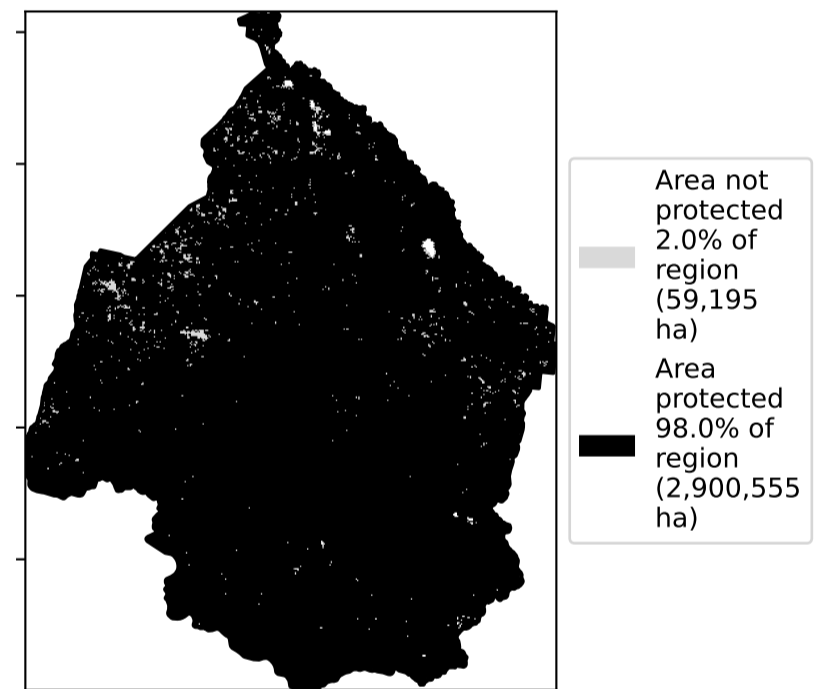 Area not
protected
2.0% of
region
(59,195
ha)
Area
protected
98.0% of
region
(2,900,555
ha)